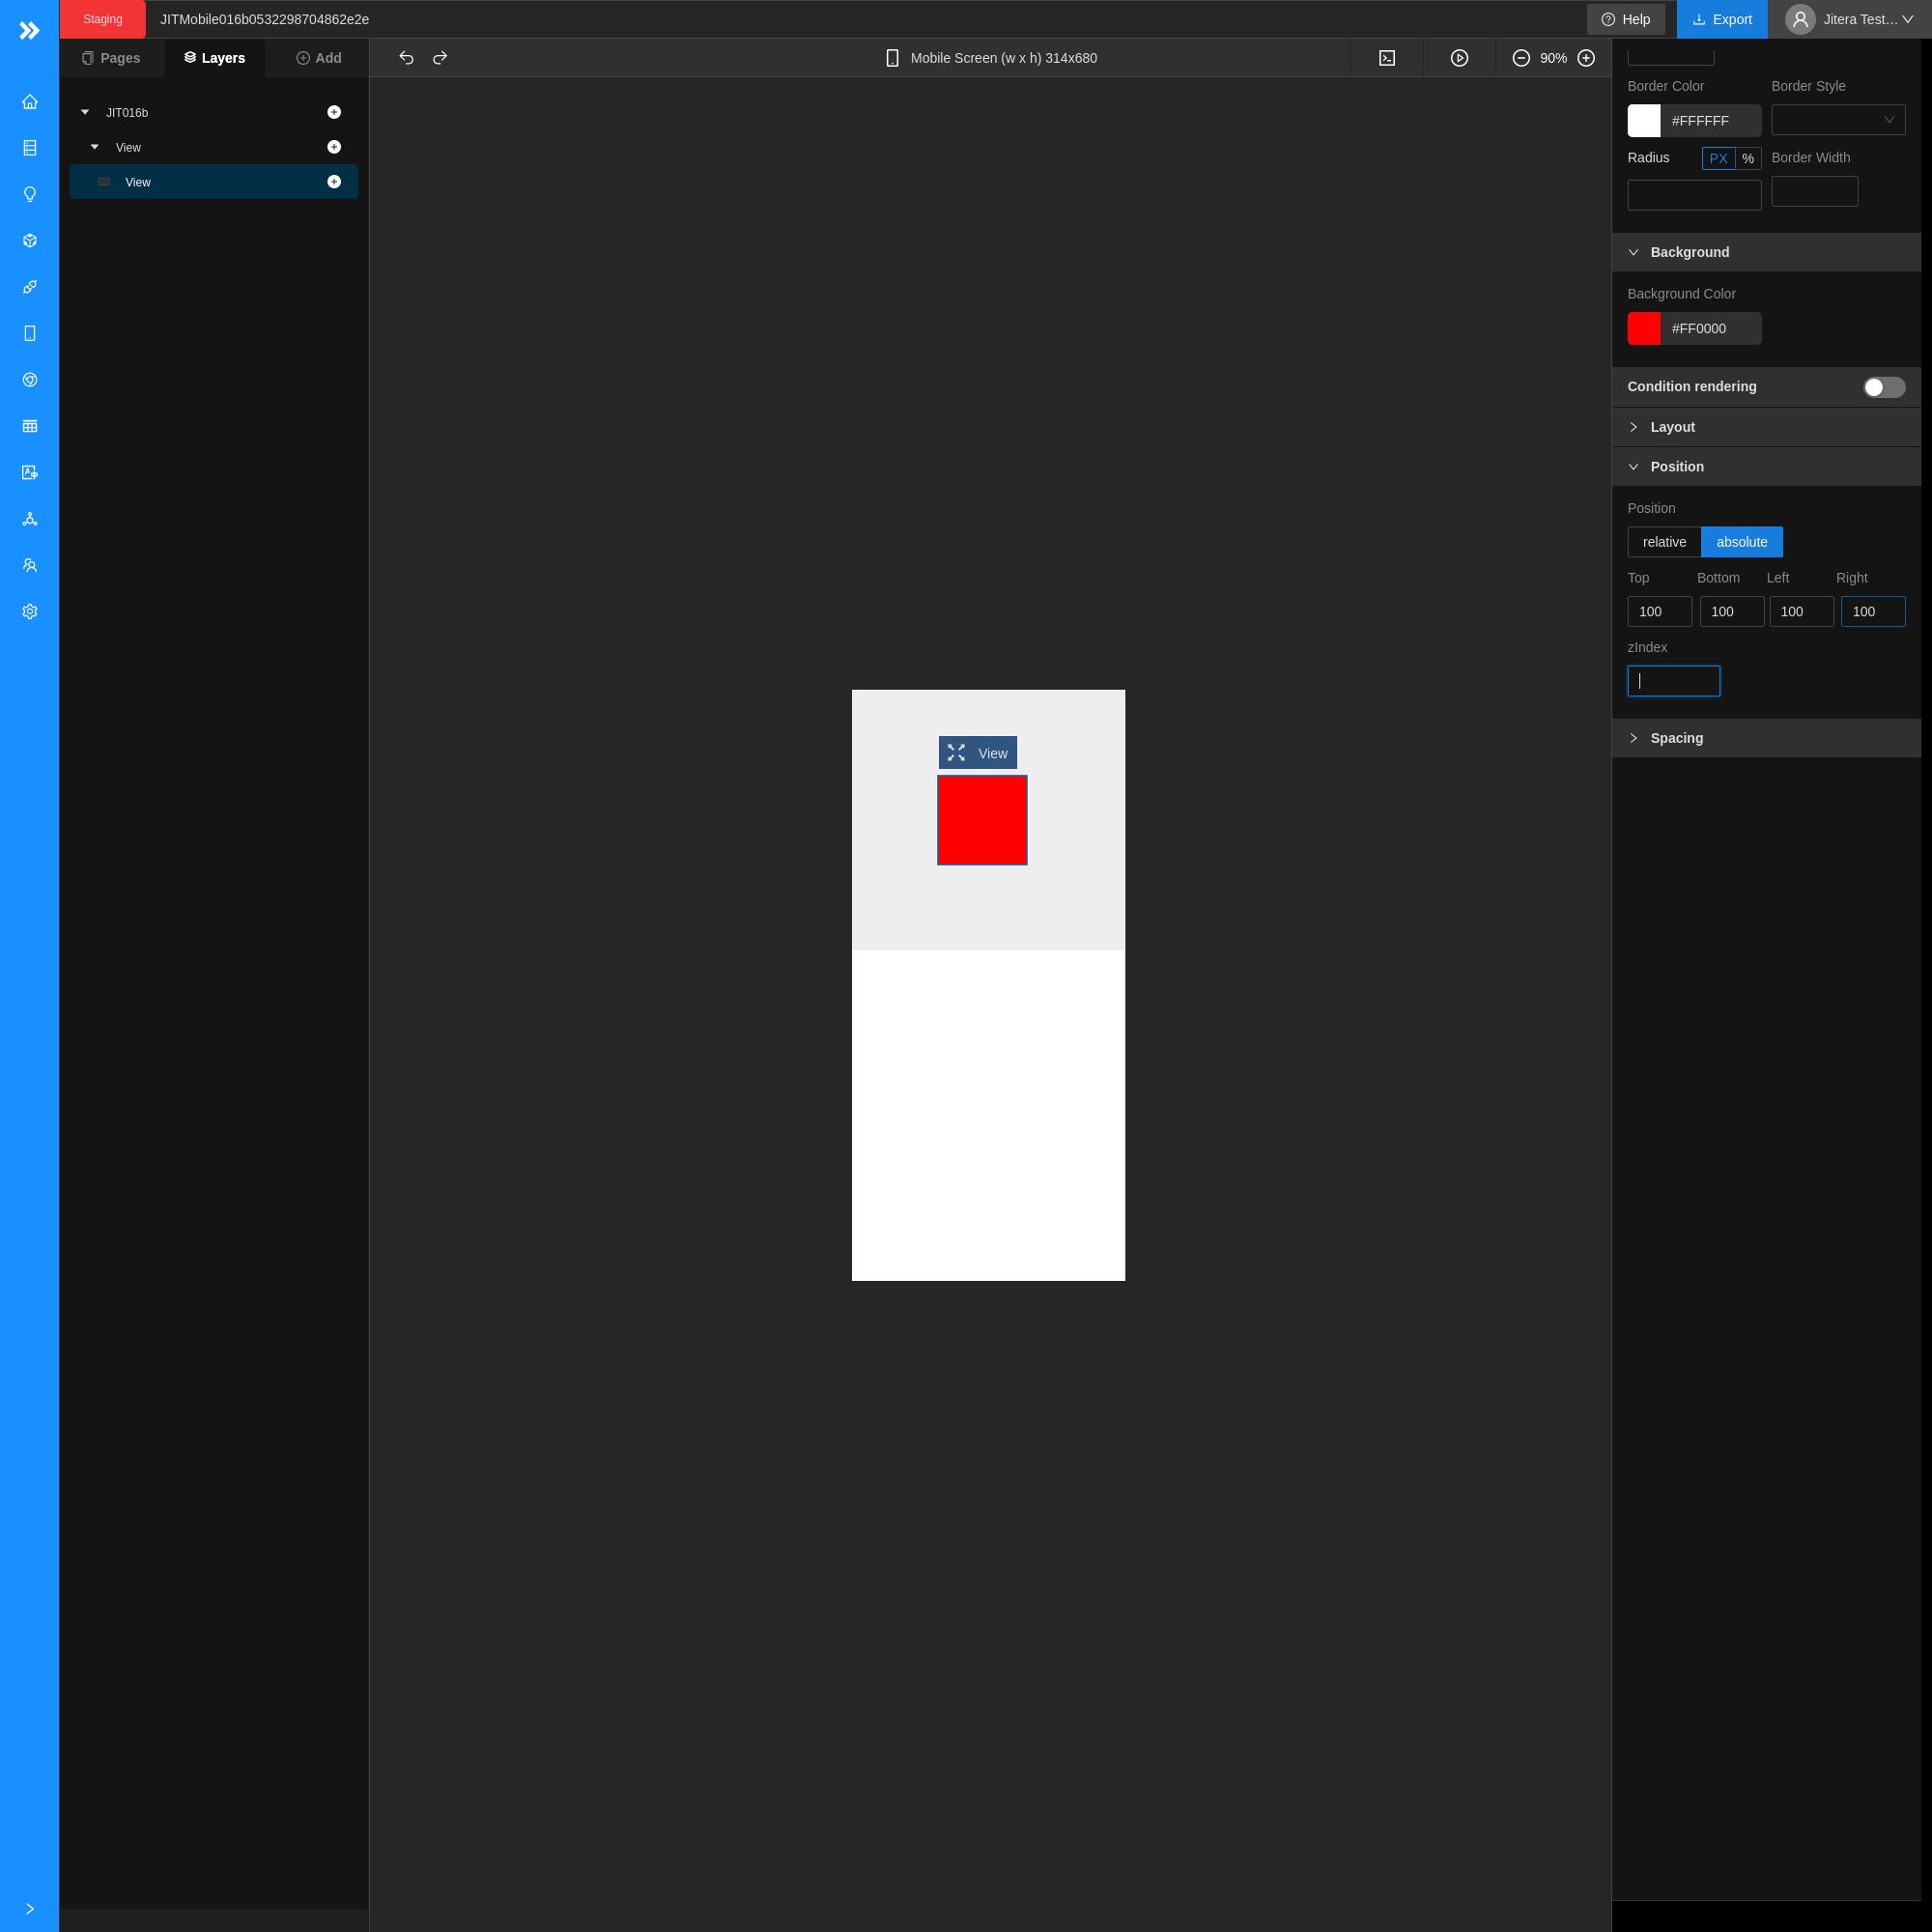 Staging
JITMobile016b0532298704862e2e
Help
Export
Jitera Test...
Pages
Layers
Add
Mobile Screen (w x h) 314x680
90%
JIT016b
View
View
View
Border Color
Border Style
#FFFFFF
Radius
PX
%
Border Width
Background
Background Color
#FF0000
Condition rendering
Layout
Position
Position
relative
absolute
Top
Bottom
Left
Right
100
100
100
100
zIndex
Spacing